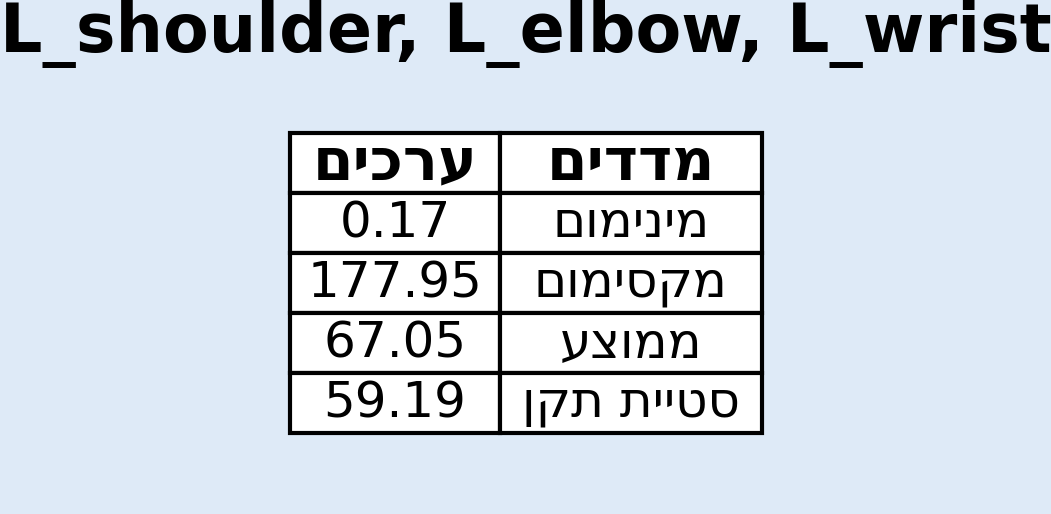 L_shoulder, L_elbow, L_wrist
מדדים ערכים
מינימום 0.17
מקסימום 177.95
ממוצע 67.05
סטיית תקן 59.19